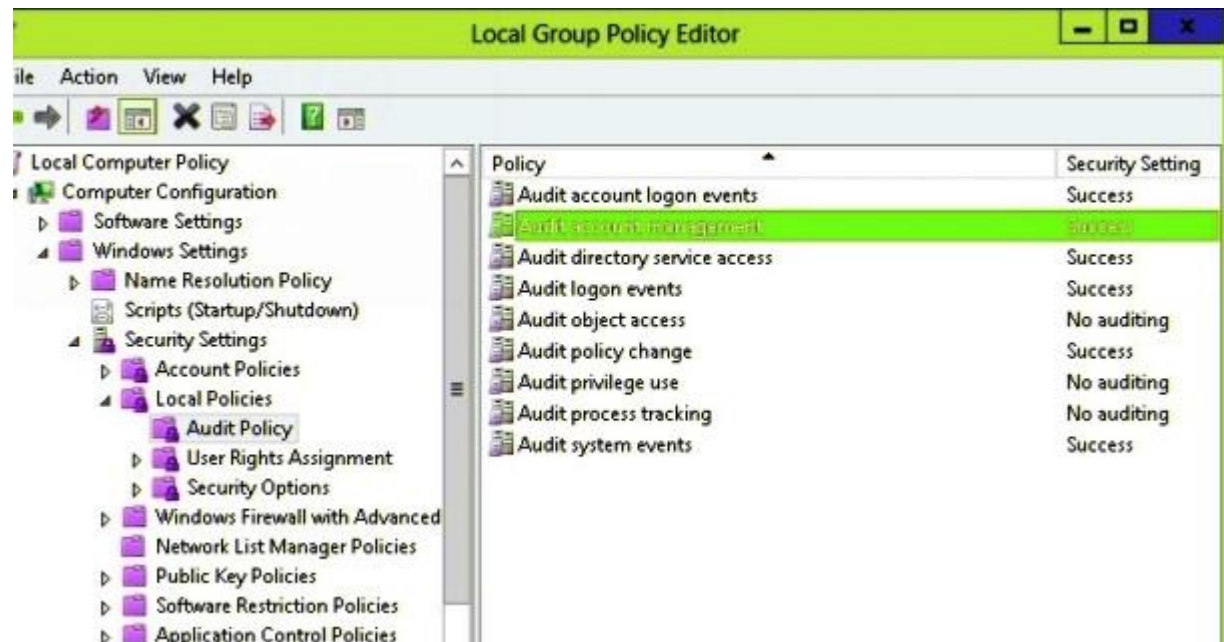 Local Group Policy Editor
ile Action View Help
Local Computer Policy
Computer Configuration
Software Settings
Windows Settings
Name Resolution Policy
Scripts (Startup/Shutdown)
Security Settings
Account Policies
Local Policies
Audit Policy
User Rights Assignment
Security Options
Windows Firewall with Advanced
Network List Manager Policies
Public Key Policies
Software Restriction Policies
Application Control Policies
Policy Security Setting
Audit account logon events Success
Audit account management Success
Audit directory service access Success
Audit logon events Success
Audit object access No auditing
Audit policy change Success
Audit privilege use No auditing
Audit process tracking No auditing
Audit system events Success